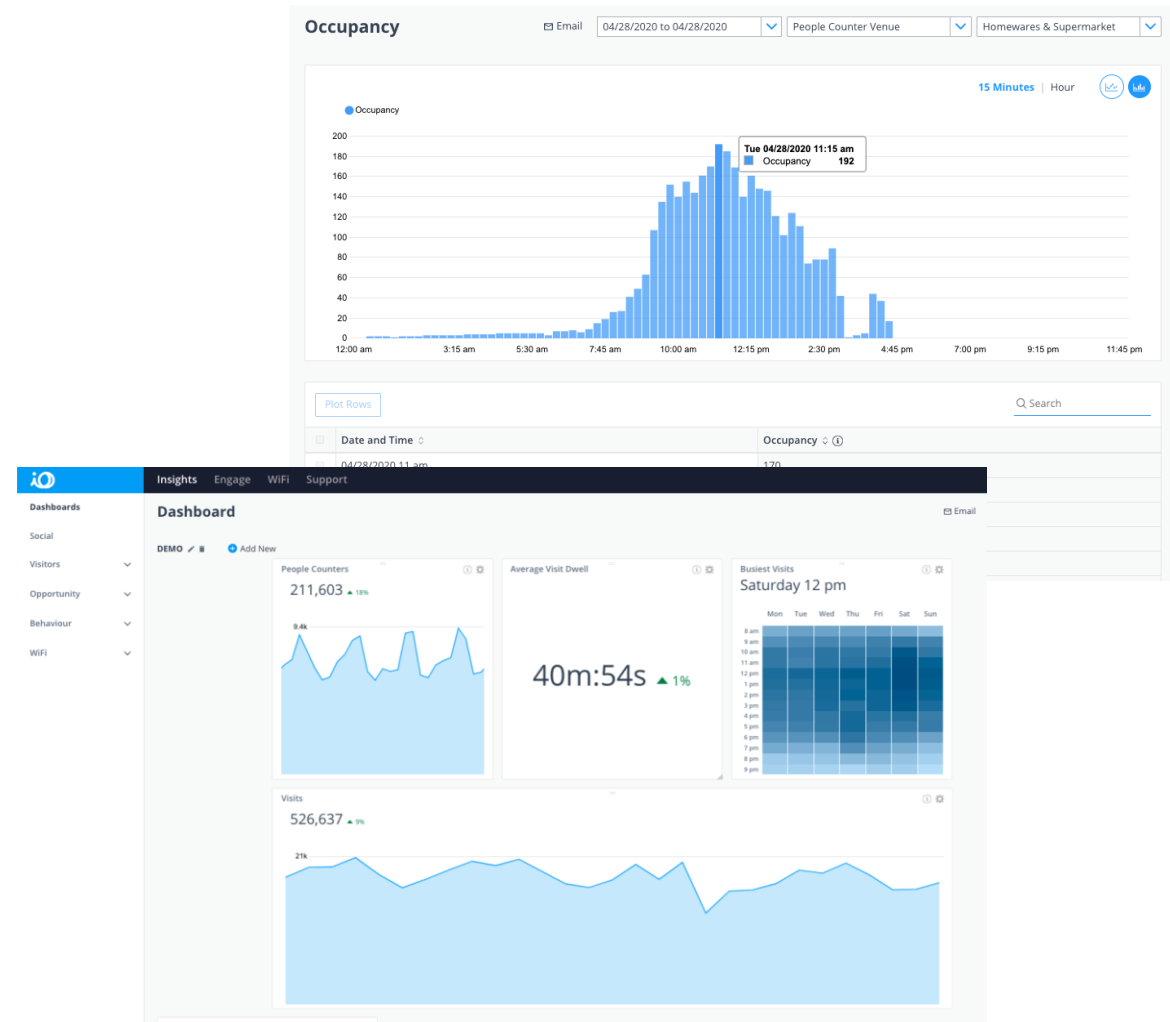 Occupancy
Email
04/28/2020 to 04/28/2020
People Counter Venue
Homewares & Supermarket
15 Minutes | Hour
Occupancy
200
180
160
140
120
100
80
60
40
20
0
Tue 04/28/2020 11:15 am
Occupancy 192
12:00 am 3:15 am 5:30 am 7:45 am 10:00 am 12:15 pm 2:30 pm 4:45 pm 7:00 pm 9:15 pm 11:45 pm
Plot Rows
Search
Date and Time
Occupancy
04/28/2020 11 am
170
Insights Engage WiFi Support
Dashboards
Social
Visitors
Opportunity
Behaviour
WiFi
Dashboard
Email
DEMO
Add New
People Counters
211,603 18%
9.4k
Average Visit Dwell
40m:54s 1%
Busiest Visits
Saturday 12 pm
Mon Tue Wed Thu Fri Sat Sun
8 am
9 am
10 am
11 am
12 pm
1 pm
2 pm
3 pm
4 pm
5 pm
6 pm
7 pm
8 pm
9 pm
Visits
526,637 9%
21k